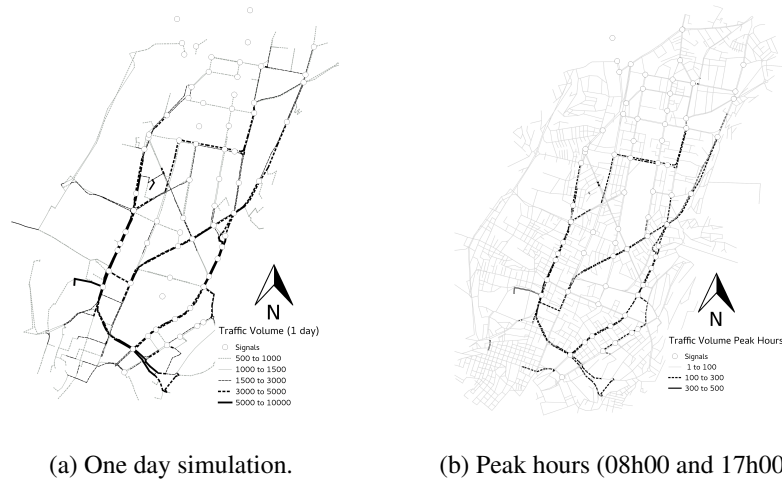 N
Traffic Volume (1 day)
Signals
500 to 1000
1000 to 1500
1500 to 3000
3000 to 5000
5000 to 10000
N
Traffic Volume Peak Hours
Signals
1 to 100
100 to 300
300 to 500
(a) One day simulation.
(b) Peak hours (08h00 and 17h00